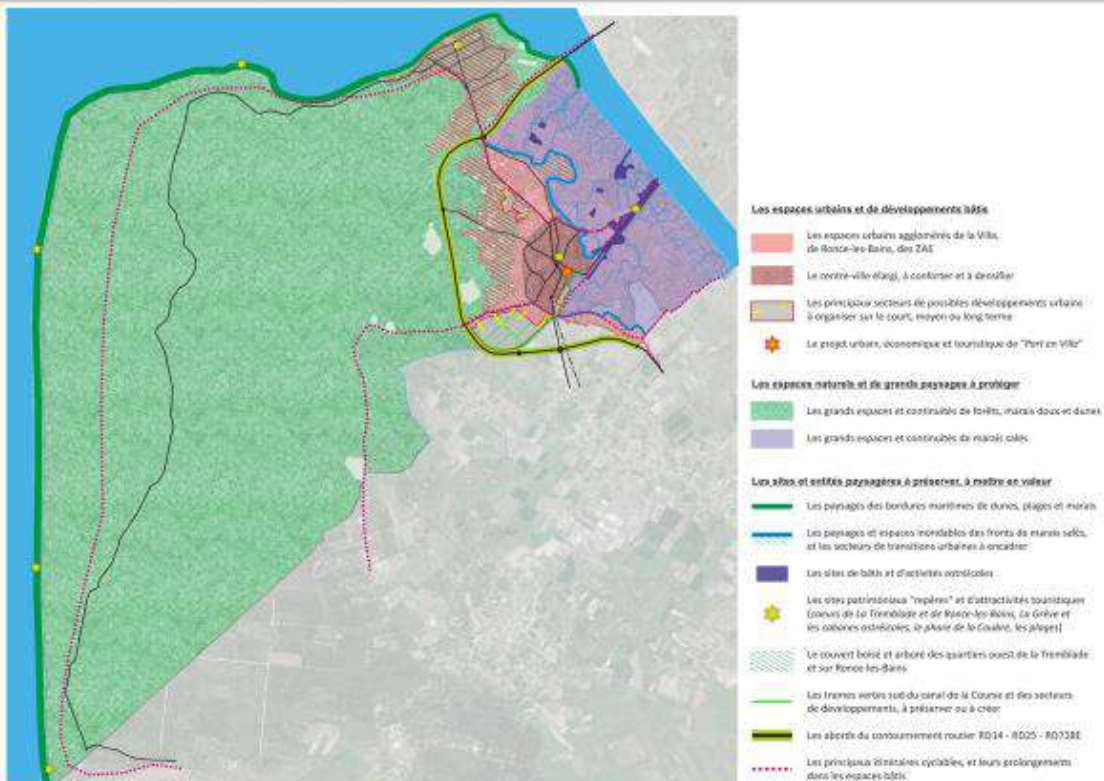 Les espaces urbains et de développements bâtis
Les espaces urbains agglomérés de la Ville,
de Ronce-les-Bains, des ZAE
Le centre-ville élargi, à conforter et à densifier
Les principaux secteurs de possibles développements urbains
à organiser sur le court, moyen ou long terme
Le projet urbain, économique et touristique de "Port en Ville"
Les espaces naturels et de grands paysages à protéger
Les grands espaces et continuités de forêts, marais doux et dunes
Les grands espaces et continuités de marais salés
Les sites et entités paysagères à préserver, à mettre en valeur
Les paysages des bordures maritimes de dunes, plages et marais
Les paysages et espaces inondables des fronts de marais salés,
et les secteurs de transitions urbaines à encadrer
Les sites de bâtis et d'activités ostréicoles
Les sites patrimoniaux "repères" et d'attractivités touristiques
(coeurs de La Tremblade et de Ronce-les-Bains, La Grève et
les cabanes ostréicoles, le phare de la Coubre, les plages)
Le couvert boisé et arboré des quartiers ouest de la Tremblade
et sur Ronce-les-Bains
Les trames vertes sud du canal de la Course et des secteurs
de développements, à préserver ou à créer
Les abords du contournement routier RD14 - RD25 - RD728E
Les principaux itinéraires cyclables, et leurs prolongements
dans les espaces bâtis